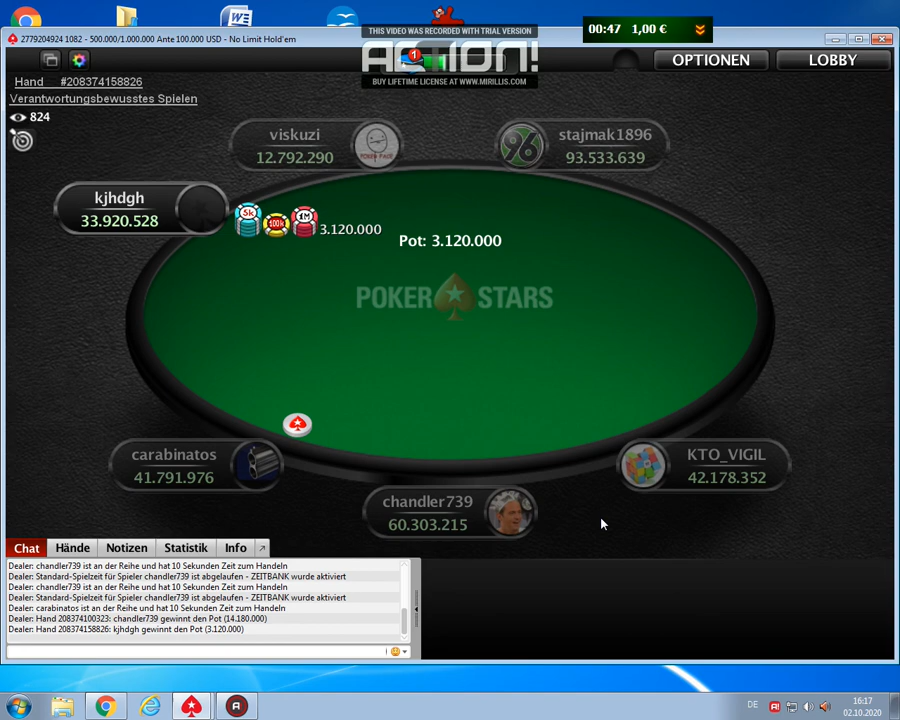 THIS VIDEO WAS RECORDED WITH TRIAL VERSION
ACTION!
BUY LIFETIME LICENSE AT WWW.MIRILLIS.COM
00:47 1,00 €
2779204924 1082 - 500.000/1.000.000 Ante 100.000 USD - No Limit Hold'em
1
OPTIONEN
LOBBY
Hand #208374158826
Verantwortungsbewusstes Spielen
824
viskuzi
12.792.290
POKER FACE
96
stajmak1896
93.533.639
kjhdgh
33.920.528
5k
100k
1M
3.120.000
Pot: 3.120.000
POKER STARS
carabinatos
41.791.976
KTO_VIGIL
42.178.352
chandler739
60.303.215
Chat Hände Notizen Statistik Info
Dealer: chandler739 ist an der Reihe und hat 10 Sekunden Zeit zum Handeln
Dealer: Standard-Spielzeit für Spieler chandler739 ist abgelaufen - ZEITBANK wurde aktiviert
Dealer: chandler739 ist an der Reihe und hat 10 Sekunden Zeit zum Handeln
Dealer: Standard-Spielzeit für Spieler chandler739 ist abgelaufen - ZEITBANK wurde aktiviert
Dealer: carabinatos ist an der Reihe und hat 10 Sekunden Zeit zum Handeln
Dealer: Hand 208374100323: chandler739 gewinnt den Pot (14.180.000)
Dealer: Hand 208374158826: kjhdgh gewinnt den Pot (3.120.000)
DE
16:17
02.10.2020